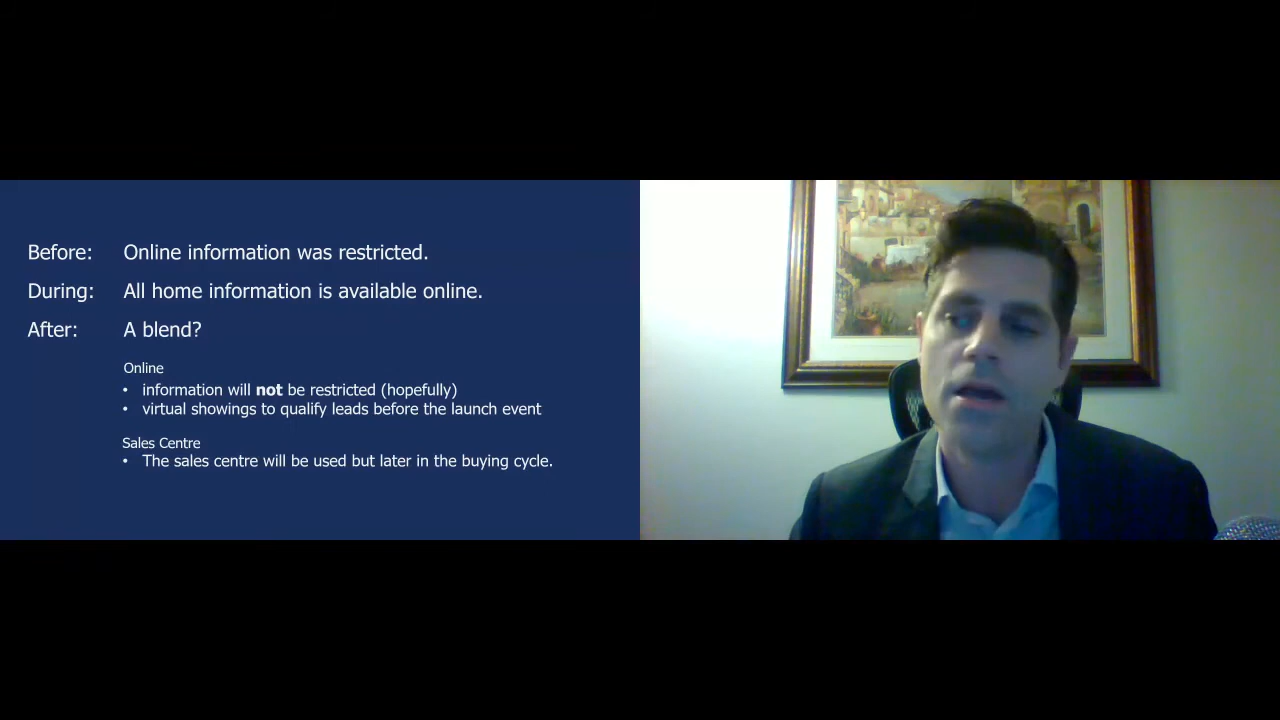 Before: Online information was restricted.
During: All home information is available online.
After: A blend?
Online
• information will not be restricted (hopefully)
• virtual showings to qualify leads before the launch event
Sales Centre
• The sales centre will be used but later in the buying cycle.